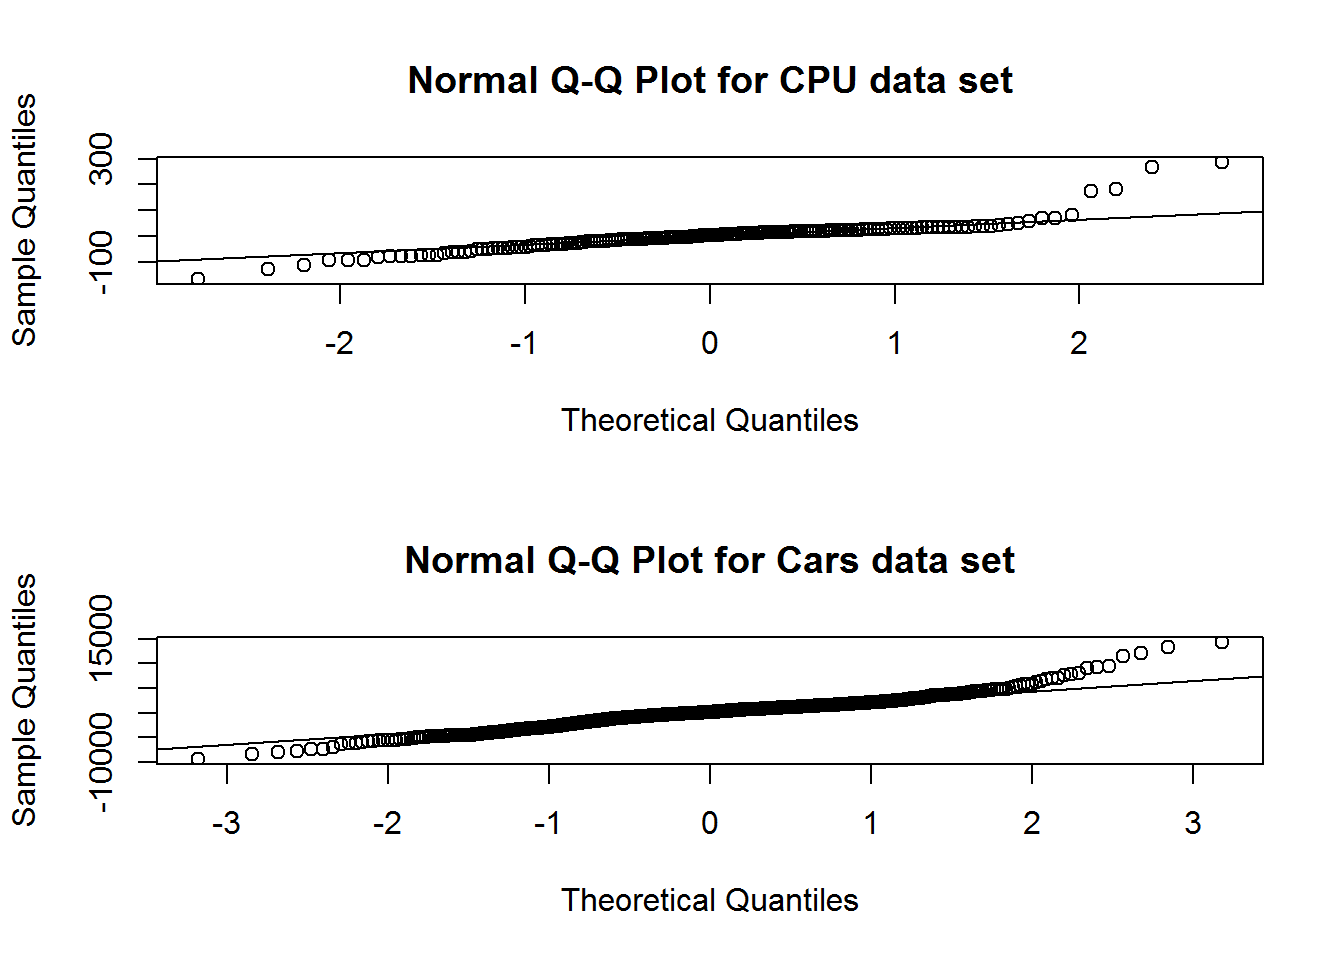 Normal Q-Q Plot for CPU data set
Sample Quantiles
300
-100
-2 -1 0 1 2
Theoretical Quantiles
Normal Q-Q Plot for Cars data set
Sample Quantiles
15000
-10000
-3 -2 -1 0 1 2 3
Theoretical Quantiles